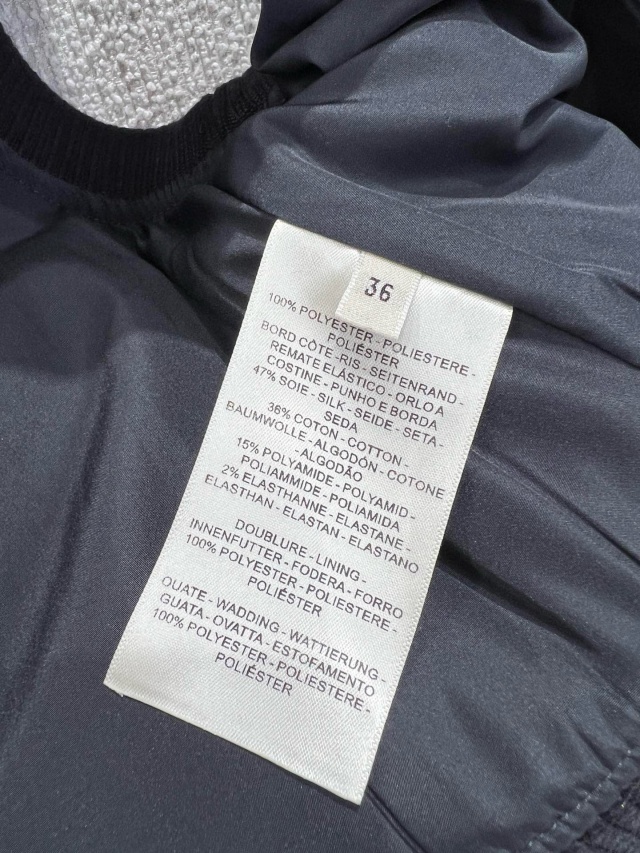 36
100% POLYESTER - POLIESTERE -
POLIÉSTER
BORD CÔTE - RIS - SEITENRAND -
REMATE ELÁSTICO - ORLO A
COSTINE - PUNHO E BORDA
47% SOIE - SILK - SEIDE - SETA -
SEDA
36% COTON - COTTON -
BAUMWOLLE - ALGODÓN - COTONE
- ALGODÃO
15% POLYAMIDE - POLYAMID -
POLIAMMIDE - POLIAMIDA
2% ELASTHANNE - ELASTANE -
ELASTHAN - ELASTAN - ELASTANO
DOUBLURE - LINING -
INNENFUTTER - FODERA - FORRO
100% POLYESTER - POLIESTERE -
POLIÉSTER
OUATE - WADDING - WATTIERUNG -
GUATA - OVATTA - ESTOFAMENTO
100% POLYESTER - POLIESTERE -
POLIÉSTER